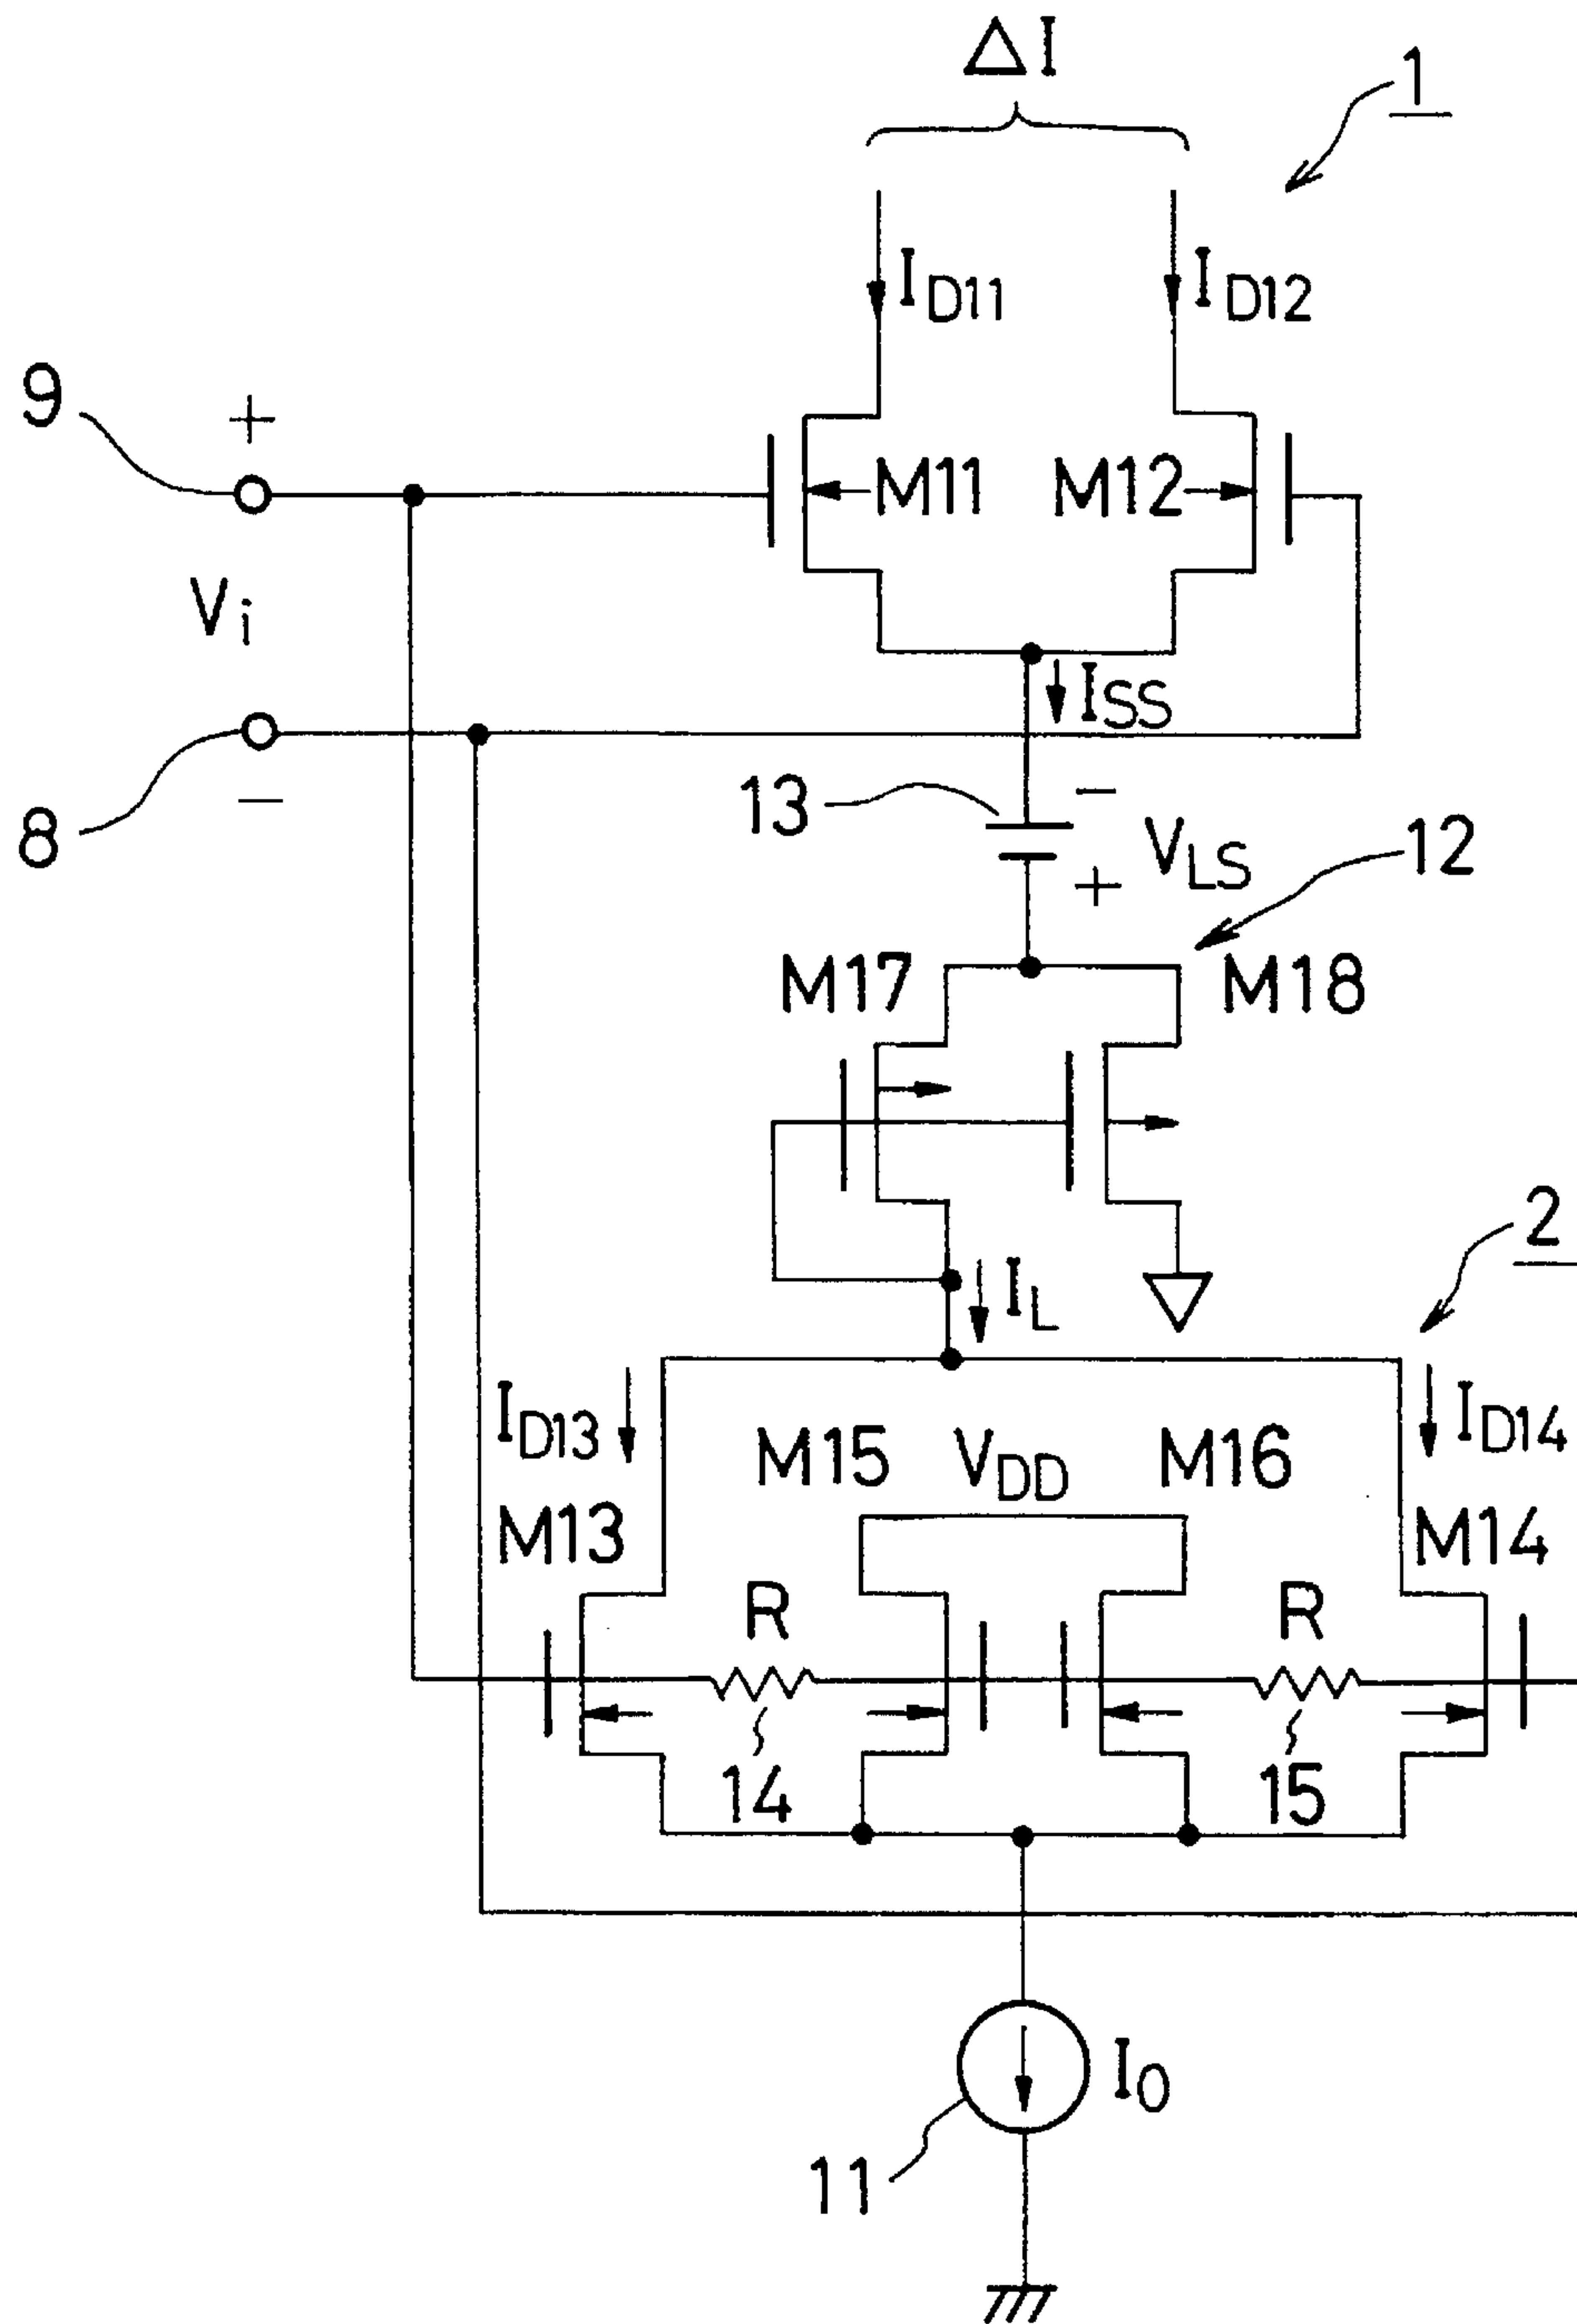 ΔI
1
I_D11
I_D12
9
+
M11
M12
V_i
I_SS
8
−
13
−
V_LS
12
+
M17
M18
2
I_L
I_D13
I_D14
M15
V_DD
M16
M13
M14
R
R
14
15
I_0
11